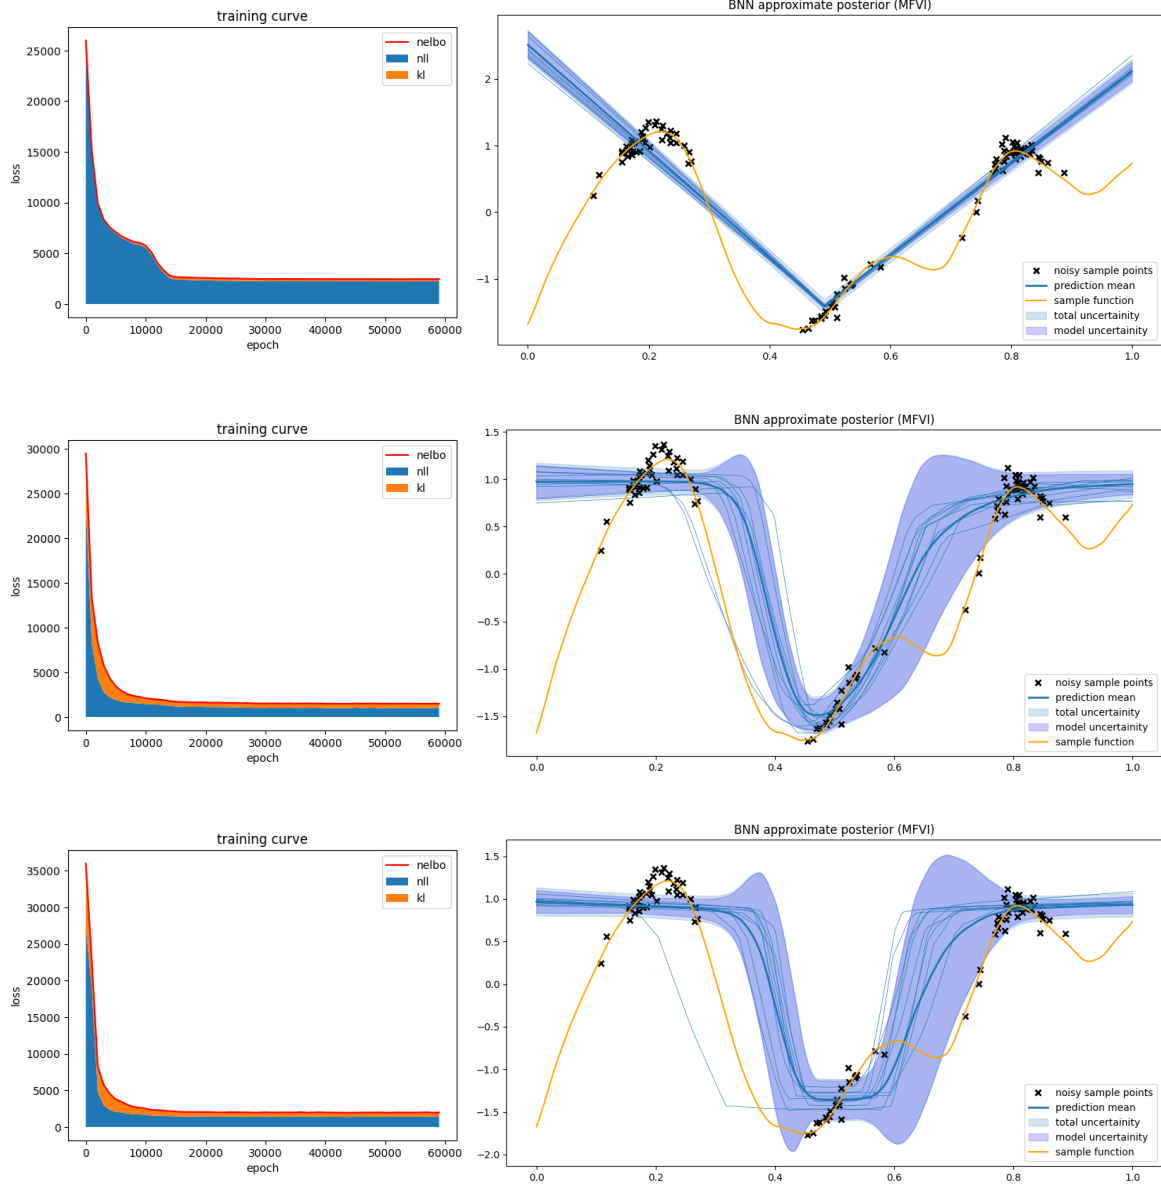 training curve
25000
20000
15000
10000
5000
0
loss
nelbo
nll
kl
0 10000 20000 30000 40000 50000 60000
epoch
BNN approximate posterior (MFVI)
2
1
0
−1
noisy sample points
prediction mean
sample function
total uncertainity
model uncertainity
0.0 0.2 0.4 0.6 0.8 1.0
training curve
30000
25000
20000
15000
10000
5000
0
loss
nelbo
nll
kl
0 10000 20000 30000 40000 50000 60000
epoch
BNN approximate posterior (MFVI)
1.5
1.0
0.5
0.0
−0.5
−1.0
−1.5
noisy sample points
prediction mean
total uncertainity
model uncertainity
sample function
0.0 0.2 0.4 0.6 0.8 1.0
training curve
35000
30000
25000
20000
15000
10000
5000
0
loss
nelbo
nll
kl
0 10000 20000 30000 40000 50000 60000
epoch
BNN approximate posterior (MFVI)
1.5
1.0
0.5
0.0
−0.5
−1.0
−1.5
−2.0
noisy sample points
prediction mean
total uncertainity
model uncertainity
sample function
0.0 0.2 0.4 0.6 0.8 1.0